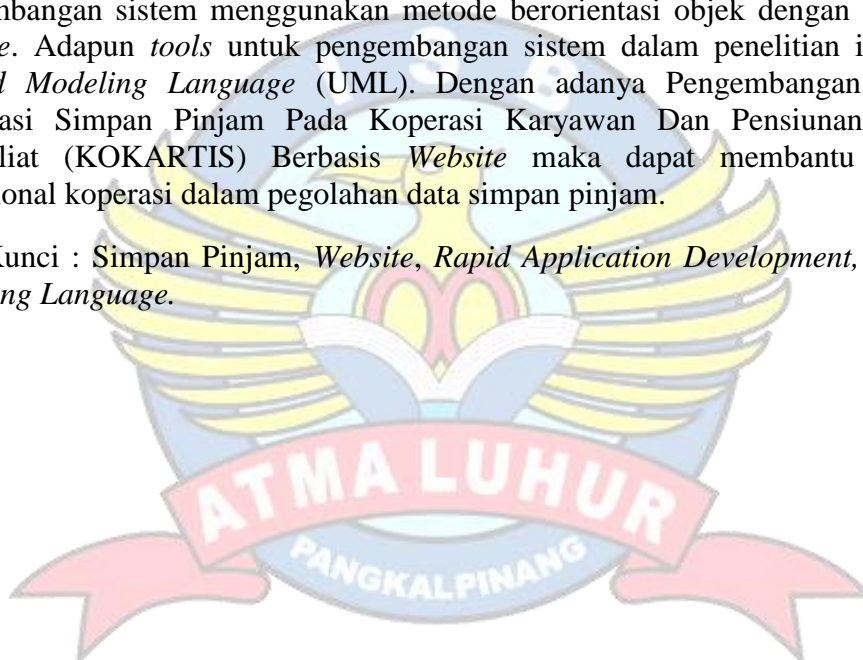 mbangan sistem menggunakan metode berorientasi objek dengan
e. Adapun tools untuk pengembangan sistem dalam penelitian i
d Modeling Language (UML). Dengan adanya Pengembangan
asi Simpan Pinjam Pada Koperasi Karyawan Dan Pensiunan
liat (KOKARTIS) Berbasis Website maka dapat membantu
ional koperasi dalam pegolahan data simpan pinjam.
Kunci : Simpan Pinjam, Website, Rapid Application Development,
ng Language.
I S B
ATMA LUHUR
PANGKALPINANG